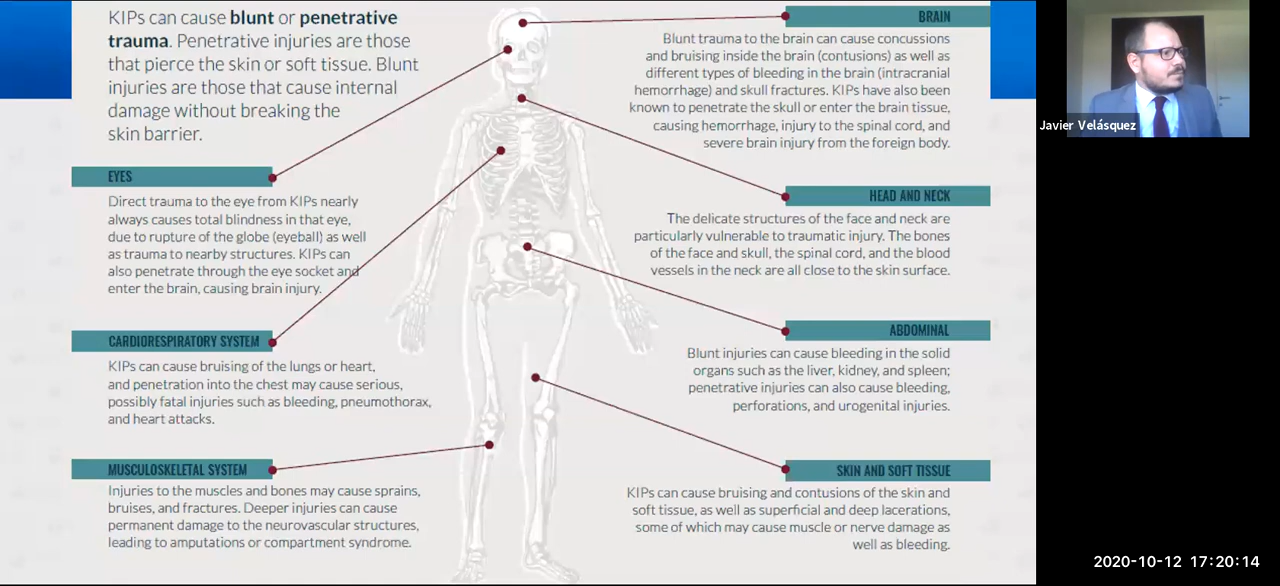 KIPs can cause blunt or penetrative
trauma. Penetrative injuries are those
that pierce the skin or soft tissue. Blunt
injuries are those that cause internal
damage without breaking the
skin barrier.
EYES
Direct trauma to the eye from KIPs nearly
always causes total blindness in that eye,
due to rupture of the globe (eyeball) as well
as trauma to nearby structures. KIPs can
also penetrate through the eye socket and
enter the brain, causing brain injury.
CARDIORESPIRATORY SYSTEM
KIPs can cause bruising of the lungs or heart,
and penetration into the chest may cause serious,
possibly fatal injuries such as bleeding, pneumothorax,
and heart attacks.
MUSCULOSKELETAL SYSTEM
Injuries to the muscles and bones may cause sprains,
bruises, and fractures. Deeper injuries can cause
permanent damage to the neurovascular structures,
leading to amputations or compartment syndrome.
BRAIN
Blunt trauma to the brain can cause concussions
and bruising inside the brain (contusions) as well as
different types of bleeding in the brain (intracranial
hemorrhage) and skull fractures. KIPs have also been
known to penetrate the skull or enter the brain tissue,
causing hemorrhage, injury to the spinal cord, and
severe brain injury from the foreign body.
HEAD AND NECK
The delicate structures of the face and neck are
particularly vulnerable to traumatic injury. The bones
of the face and skull, the spinal cord, and the blood
vessels in the neck are all close to the skin surface.
ABDOMINAL
Blunt injuries can cause bleeding in the solid
organs such as the liver, kidney, and spleen;
penetrative injuries can also cause bleeding,
perforations, and urogenital injuries.
SKIN AND SOFT TISSUE
KIPs can cause bruising and contusions of the skin and
soft tissue, as well as superficial and deep lacerations,
some of which may cause muscle or nerve damage as
well as bleeding.
Javier Velásquez
2020-10-12 17:20:14